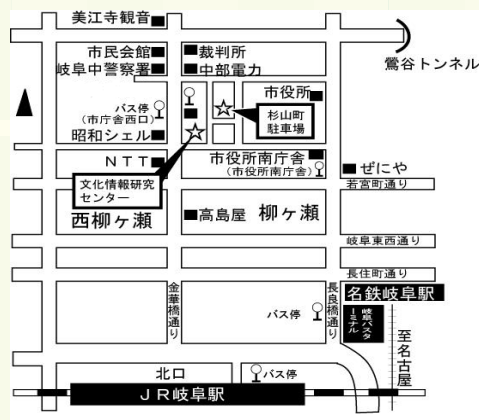 美江寺観音
市民会館
岐阜中警察署
裁判所
中部電力
鶯谷トンネル
バス停
(市庁舎西口)
昭和シェル
市役所
杉山町
駐車場
NTT
市役所南庁舎
(市役所南庁舎)
ぜにや
若宮町通り
文化情報研究
センター
西柳ヶ瀬
高島屋
柳ヶ瀬
岐阜東西通り
長住町通り
金華橋通り
長良橋通り
名鉄岐阜駅
バス停
岐阜バスタ
ーミナル
至名古屋
北口
バス停
JR岐阜駅